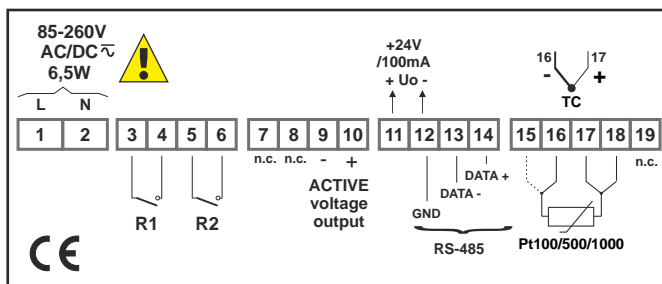 85-260V
AC/DC
6,5W
L N
+24V
/100mA
+ Uo -
16 17
- +
TC
1 2 3 4 5 6 7 8 9 10 11 12 13 14 15 16 17 18 19
n.c. n.c. - +
n.c.
R1 R2
ACTIVE
voltage
output
DATA +
DATA -
GND
RS-485
Pt100/500/1000
CE